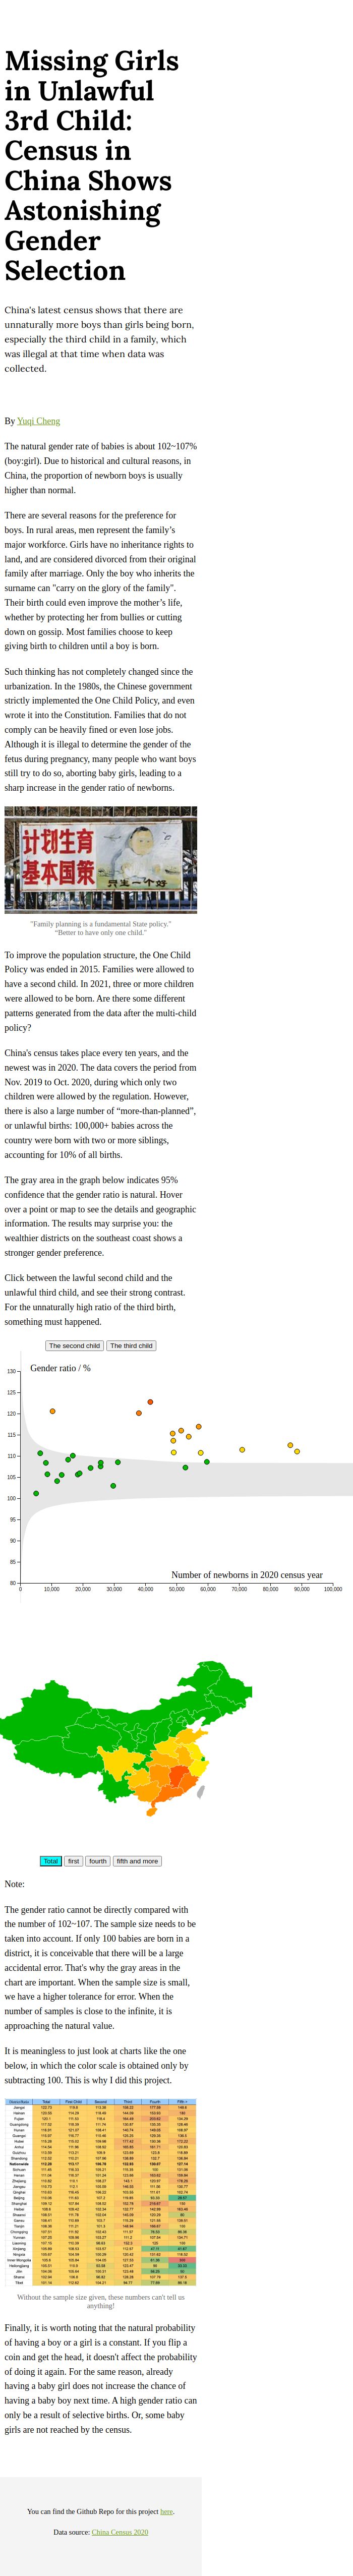 Missing Girls
in Unlawful
3rd Child:
Census in
China Shows
Astonishing
Gender
Selection
China's latest census shows that there are
unnaturally more boys than girls being born,
especially the third child in a family, which
was illegal at that time when data was
collected.
By Yuqi Cheng
The natural gender rate of babies is about 102~107%
(boy:girl). Due to historical and cultural reasons, in
China, the proportion of newborn boys is usually
higher than normal.
There are several reasons for the preference for
boys. In rural areas, men represent the family’s
major workforce. Girls have no inheritance rights to
land, and are considered divorced from their original
family after marriage. Only the boy who inherits the
surname can "carry on the glory of the family".
Their birth could even improve the mother’s life,
whether by protecting her from bullies or cutting
down on gossip. Most families choose to keep
giving birth to children until a boy is born.
Such thinking has not completely changed since the
urbanization. In the 1980s, the Chinese government
strictly implemented the One Child Policy, and even
wrote it into the Constitution. Families that do not
comply can be heavily fined or even lose jobs.
Although it is illegal to determine the gender of the
fetus during pregnancy, many people who want boys
still try to do so, aborting baby girls, leading to a
sharp increase in the gender ratio of newborns.
计划生育
基本国策
只生一个好
"Family planning is a fundamental State policy."
“Better to have only one child."
To improve the population structure, the One Child
Policy was ended in 2015. Families were allowed to
have a second child. In 2021, three or more children
were allowed to be born. Are there some different
patterns generated from the data after the multi-child
policy?
China's census takes place every ten years, and the
newest was in 2020. The data covers the period from
Nov. 2019 to Oct. 2020, during which only two
children were allowed by the regulation. However,
there is also a large number of “more-than-planned”,
or unlawful births: 100,000+ babies across the
country were born with two or more siblings,
accounting for 10% of all births.
The gray area in the graph below indicates 95%
confidence that the gender ratio is natural. Hover
over a point or map to see the details and geographic
information. The results may surprise you: the
wealthier districts on the southeast coast shows a
stronger gender preference.
Click between the lawful second child and the
unlawful third child, and see their strong contrast.
For the unnaturally high ratio of the third birth,
something must happened.
The second child The third child
Gender ratio / %
130
125
120
115
110
105
100
95
90
85
80
Number of newborns in 2020 census year
0 10,000 20,000 30,000 40,000 50,000 60,000 70,000 80,000 90,000 100,000
Total first fourth fifth and more
Note:
The gender ratio cannot be directly compared with
the number of 102~107. The sample size needs to be
taken into account. If only 100 babies are born in a
district, it is conceivable that there will be a large
accidental error. That's why the gray areas in the
chart are important. When the sample size is small,
we have a higher tolerance for error. When the
number of samples is close to the infinite, it is
approaching the natural value.
It is meaningless to just look at charts like the one
below, in which the color scale is obtained only by
subtracting 100. This is why I did this project.
Total First Child Second Third Fourth Fifth +
Without the sample size given, these numbers can't tell us
anything!
Finally, it is worth noting that the natural probability
of having a boy or a girl is a constant. If you flip a
coin and get the head, it doesn't affect the probability
of doing it again. For the same reason, already
having a baby girl does not increase the chance of
having a baby boy next time. A high gender ratio can
only be a result of selective births. Or, some baby
girls are not reached by the census.
You can find the Github Repo for this project here.
Data source: China Census 2020